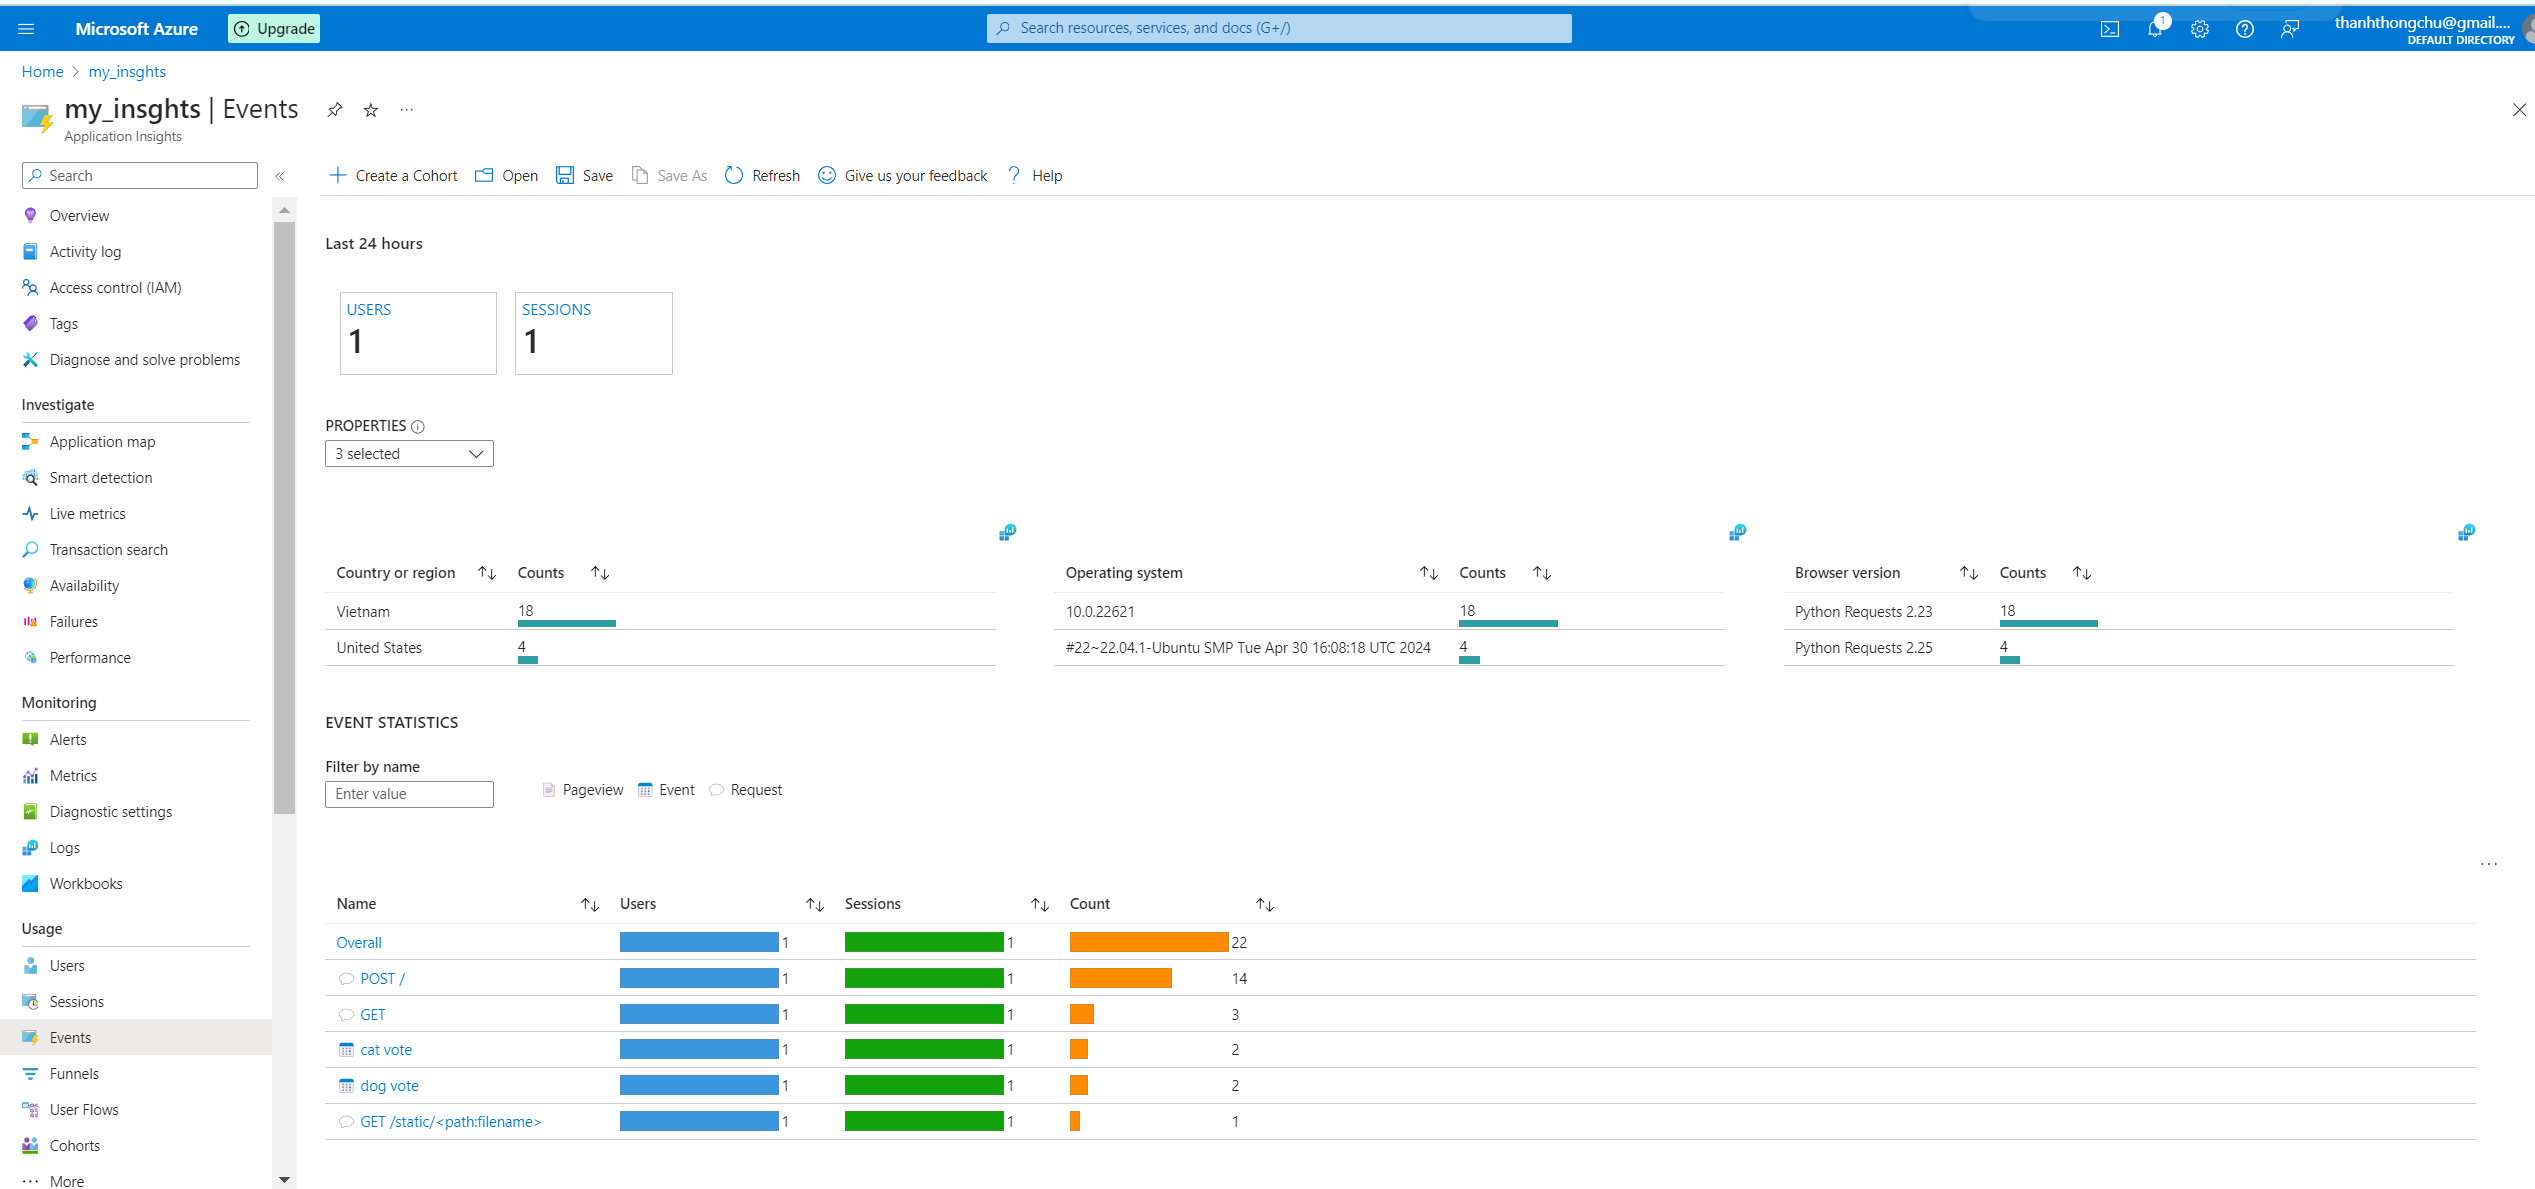 Microsoft Azure
Upgrade
Search resources, services, and docs (G+/)
1
thanhthongchu@gmail....
DEFAULT DIRECTORY
Home > my_insghts
my_insghts | Events
Application Insights
Search
«
Create a Cohort
Open
Save
Save As
Refresh
Give us your feedback
Help
Overview
Activity log
Access control (IAM)
Tags
Diagnose and solve problems
Investigate
Application map
Smart detection
Live metrics
Transaction search
Availability
Failures
Performance
Monitoring
Alerts
Metrics
Diagnostic settings
Logs
Workbooks
Usage
Users
Sessions
Events
Funnels
User Flows
Cohorts
More
Last 24 hours
USERS
1
SESSIONS
1
PROPERTIES
3 selected
Country or region Counts
Vietnam 18
United States 4
Operating system Counts
10.0.22621 18
#22~22.04.1-Ubuntu SMP Tue Apr 30 16:08:18 UTC 2024 4
Browser version Counts
Python Requests 2.23 18
Python Requests 2.25 4
EVENT STATISTICS
Filter by name
Enter value
Pageview Event Request
Name Users Sessions Count
Overall 1 1 22
POST / 1 1 14
GET 1 1 3
cat vote 1 1 2
dog vote 1 1 2
GET /static/<path:filename> 1 1 1